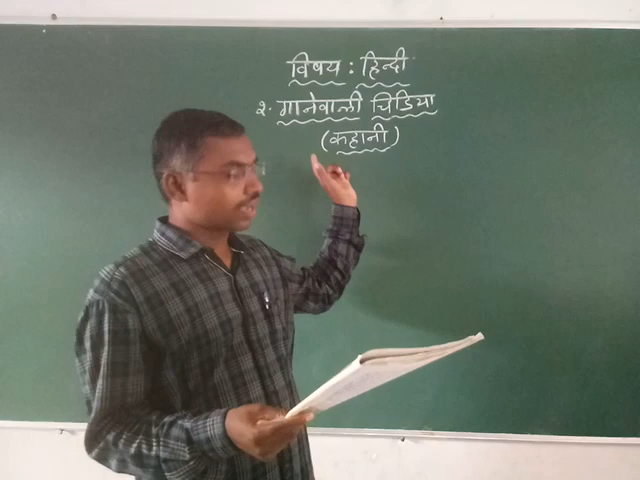 विषय : हिन्दी
२. गानेवाली चिडिया
(कहानी)